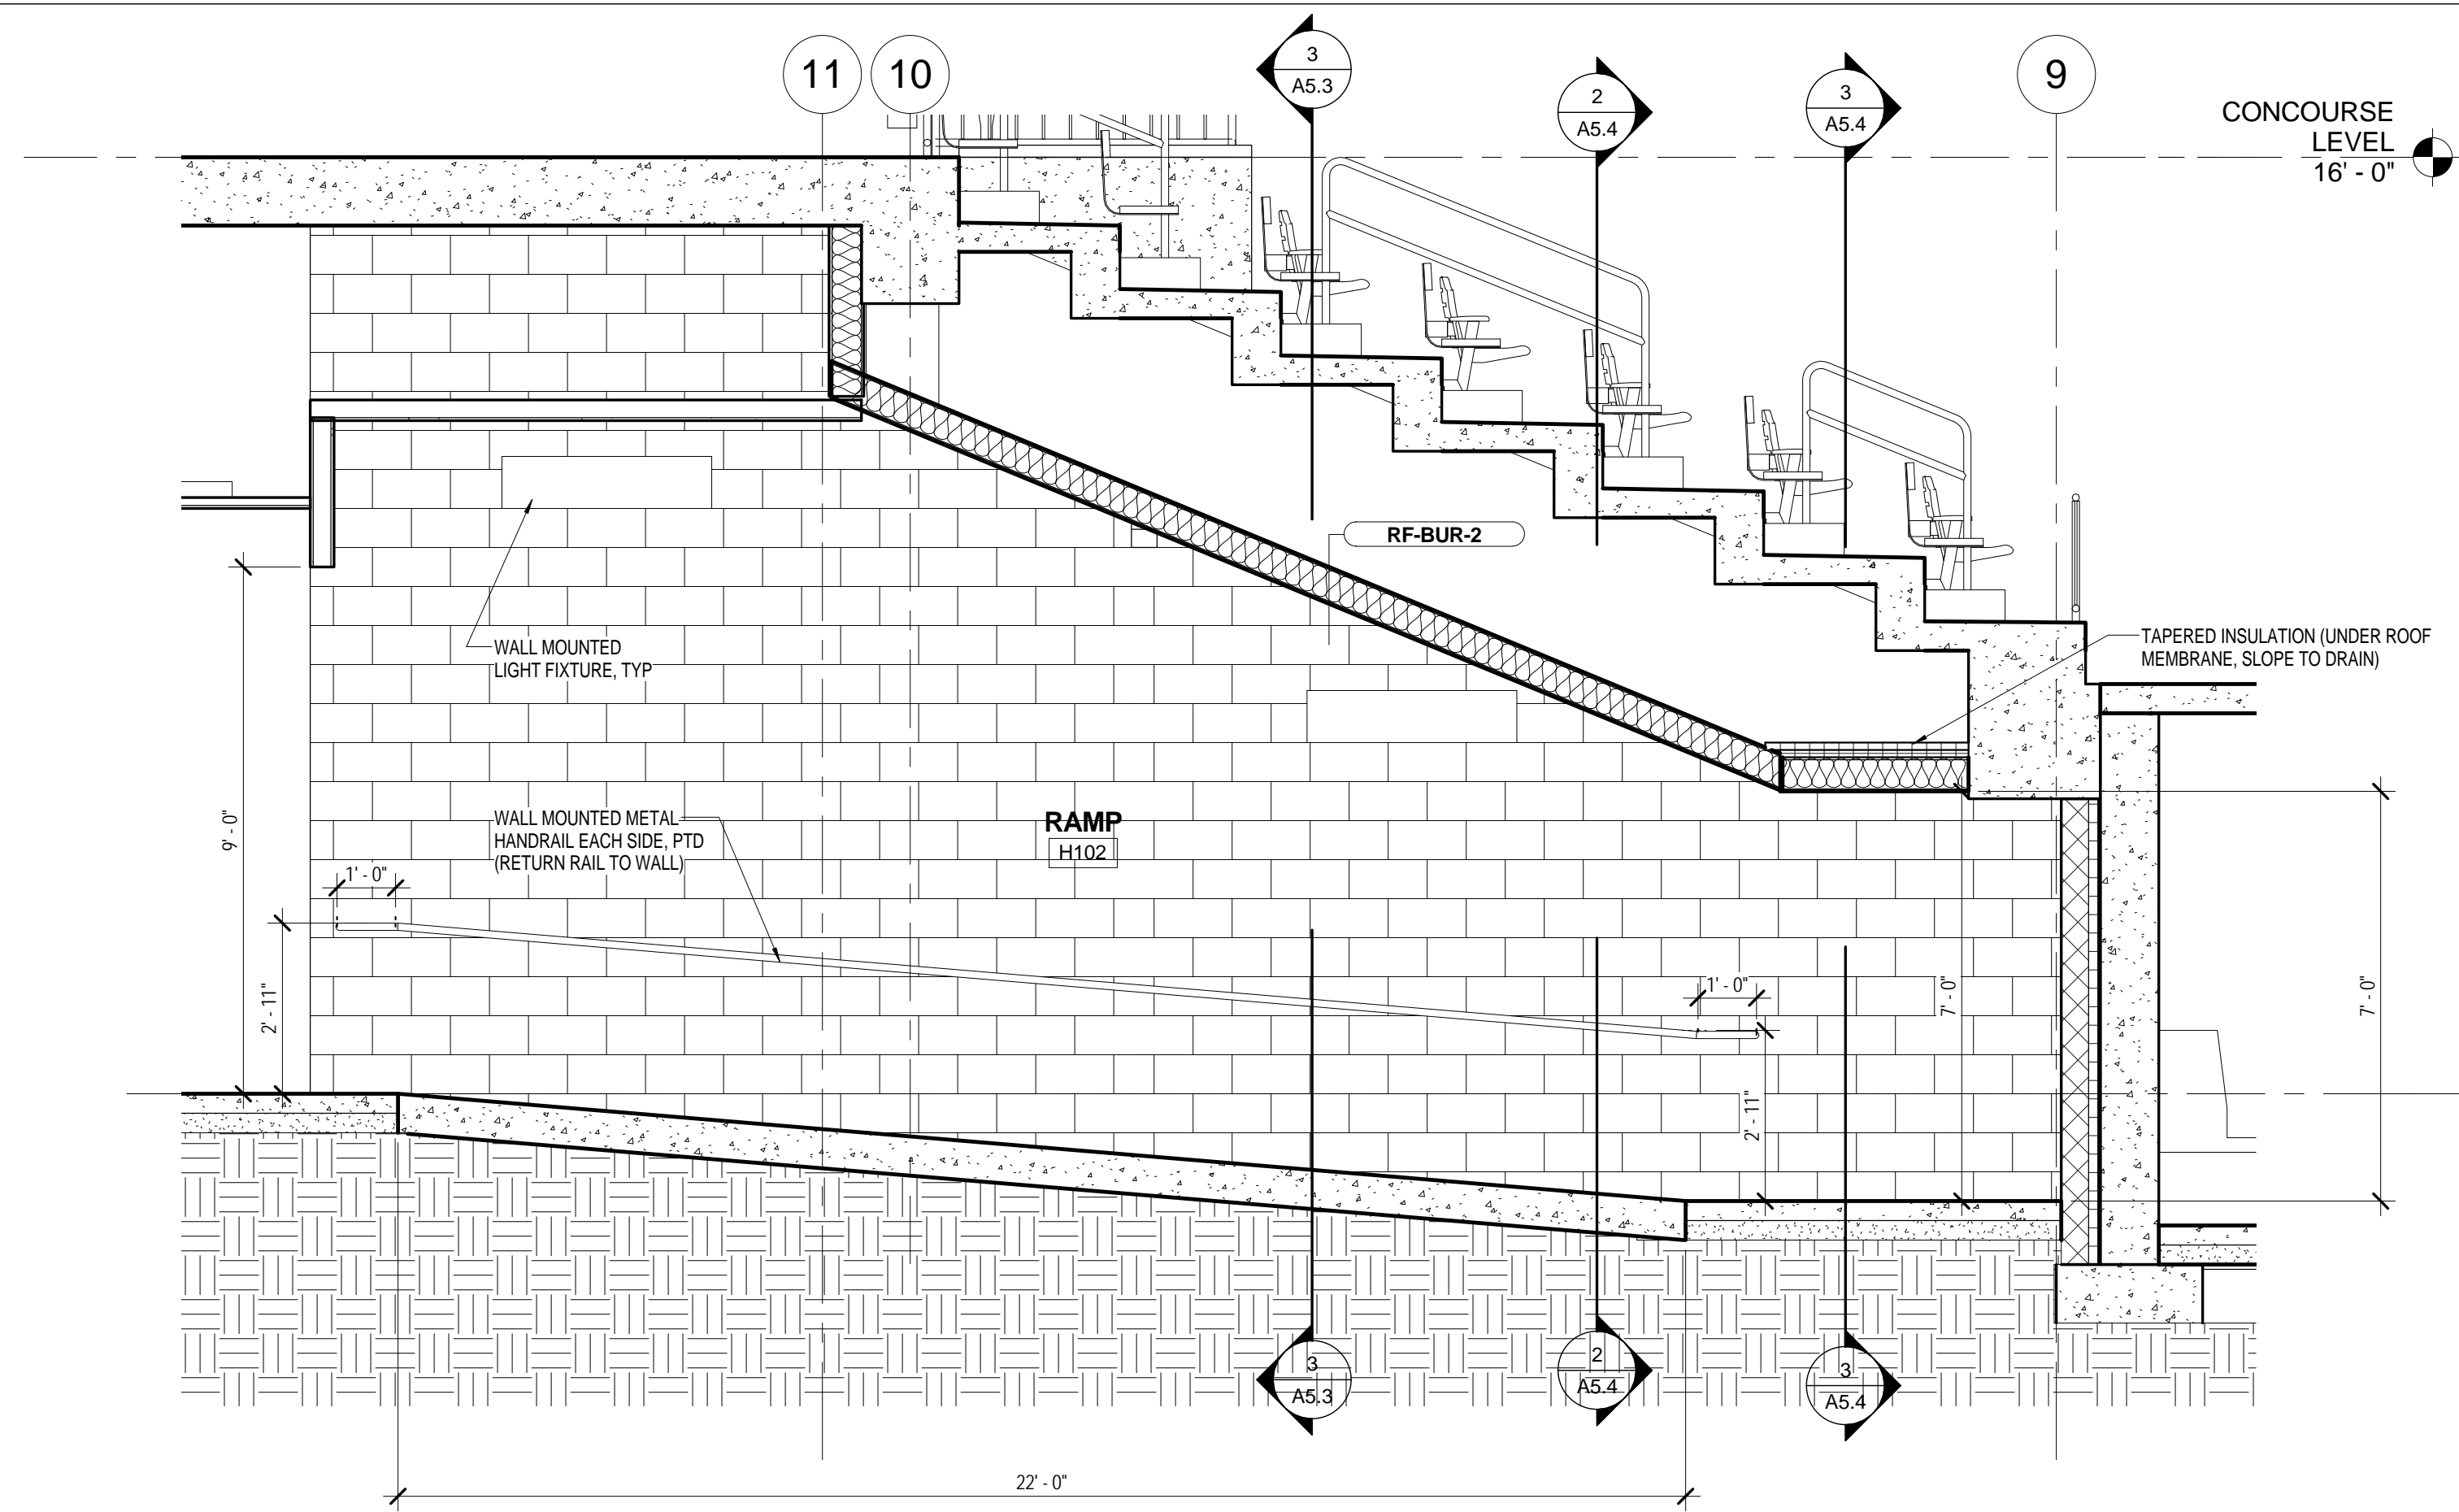 11
10
3
A5.3
2
A5.4
3
A5.4
9
CONCOURSE
LEVEL
16' - 0"
RF-BUR-2
WALL MOUNTED
LIGHT FIXTURE, TYP
TAPERED INSULATION (UNDER ROOF
MEMBRANE, SLOPE TO DRAIN)
9' - 0"
WALL MOUNTED METAL
HANDRAIL EACH SIDE, PTD
(RETURN RAIL TO WALL)
RAMP
H102
1' - 0"
2' - 11"
1' - 0"
7' - 0"
7' - 0"
2' - 11"
3
A5.3
2
A5.4
3
A5.4
22' - 0"